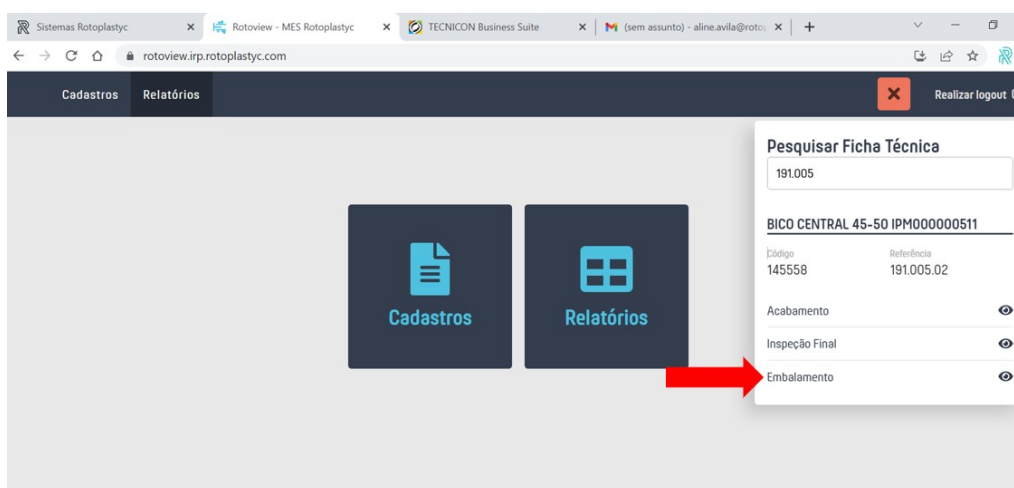 Sistemas Rotoplastyc
Rotoview - MES Rotoplastyc
TECNICON Business Suite
(sem assunto) - aline.avila@roto
rotoview.irp.rotoplastyc.com
Cadastros Relatórios
Realizar logout
Pesquisar Ficha Técnica
191.005
BICO CENTRAL 45-50 IPM000000511
Código Referência
145558 191.005.02
Acabamento
Inspeção Final
Embalamento
Cadastros
Relatórios